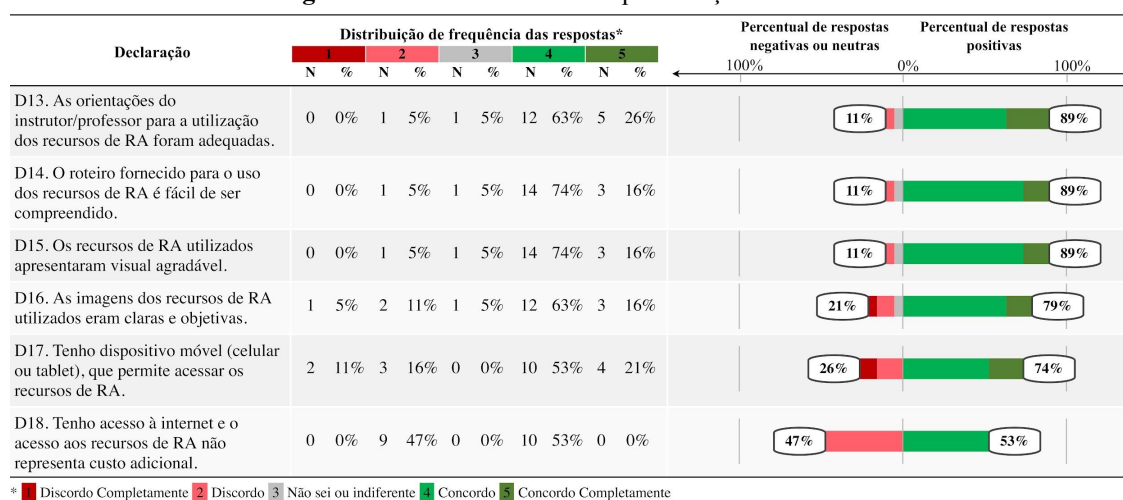 Declaração
Distribuição de frequência das respostas*
1 2 3 4 5
N % N % N % N % N %
Percentual de respostas negativas ou neutras
Percentual de respostas positivas
100% 0% 100%
D13. As orientações do
instrutor/professor para a utilização
dos recursos de RA foram adequadas.
0 0% 1 5% 1 5% 12 63% 5 26%
11% 89%
D14. O roteiro fornecido para o uso
dos recursos de RA é fácil de ser
compreendido.
0 0% 1 5% 1 5% 14 74% 3 16%
11% 89%
D15. Os recursos de RA utilizados
apresentaram visual agradável.
0 0% 1 5% 1 5% 14 74% 3 16%
11% 89%
D16. As imagens dos recursos de RA
utilizados eram claras e objetivas.
1 5% 2 11% 1 5% 12 63% 3 16%
21% 79%
D17. Tenho dispositivo móvel (celular
ou tablet), que permite acessar os
recursos de RA.
2 11% 3 16% 0 0% 10 53% 4 21%
26% 74%
D18. Tenho acesso à internet e o
acesso aos recursos de RA não
representa custo adicional.
0 0% 9 47% 0 0% 10 53% 0 0%
47% 53%
* 1 Discordo Completamente 2 Discordo 3 Não sei ou indiferente 4 Concordo 5 Concordo Completamente